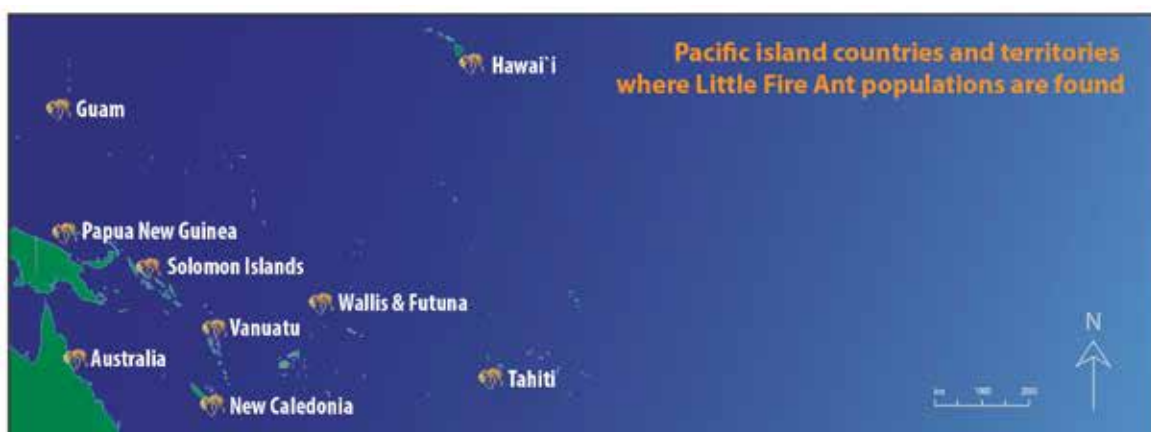 Pacific island countries and territories
where Little Fire Ant populations are found
Hawai`i
Guam
Papua New Guinea
Solomon Islands
Wallis & Futuna
Vanuatu
Australia
Tahiti
New Caledonia
N